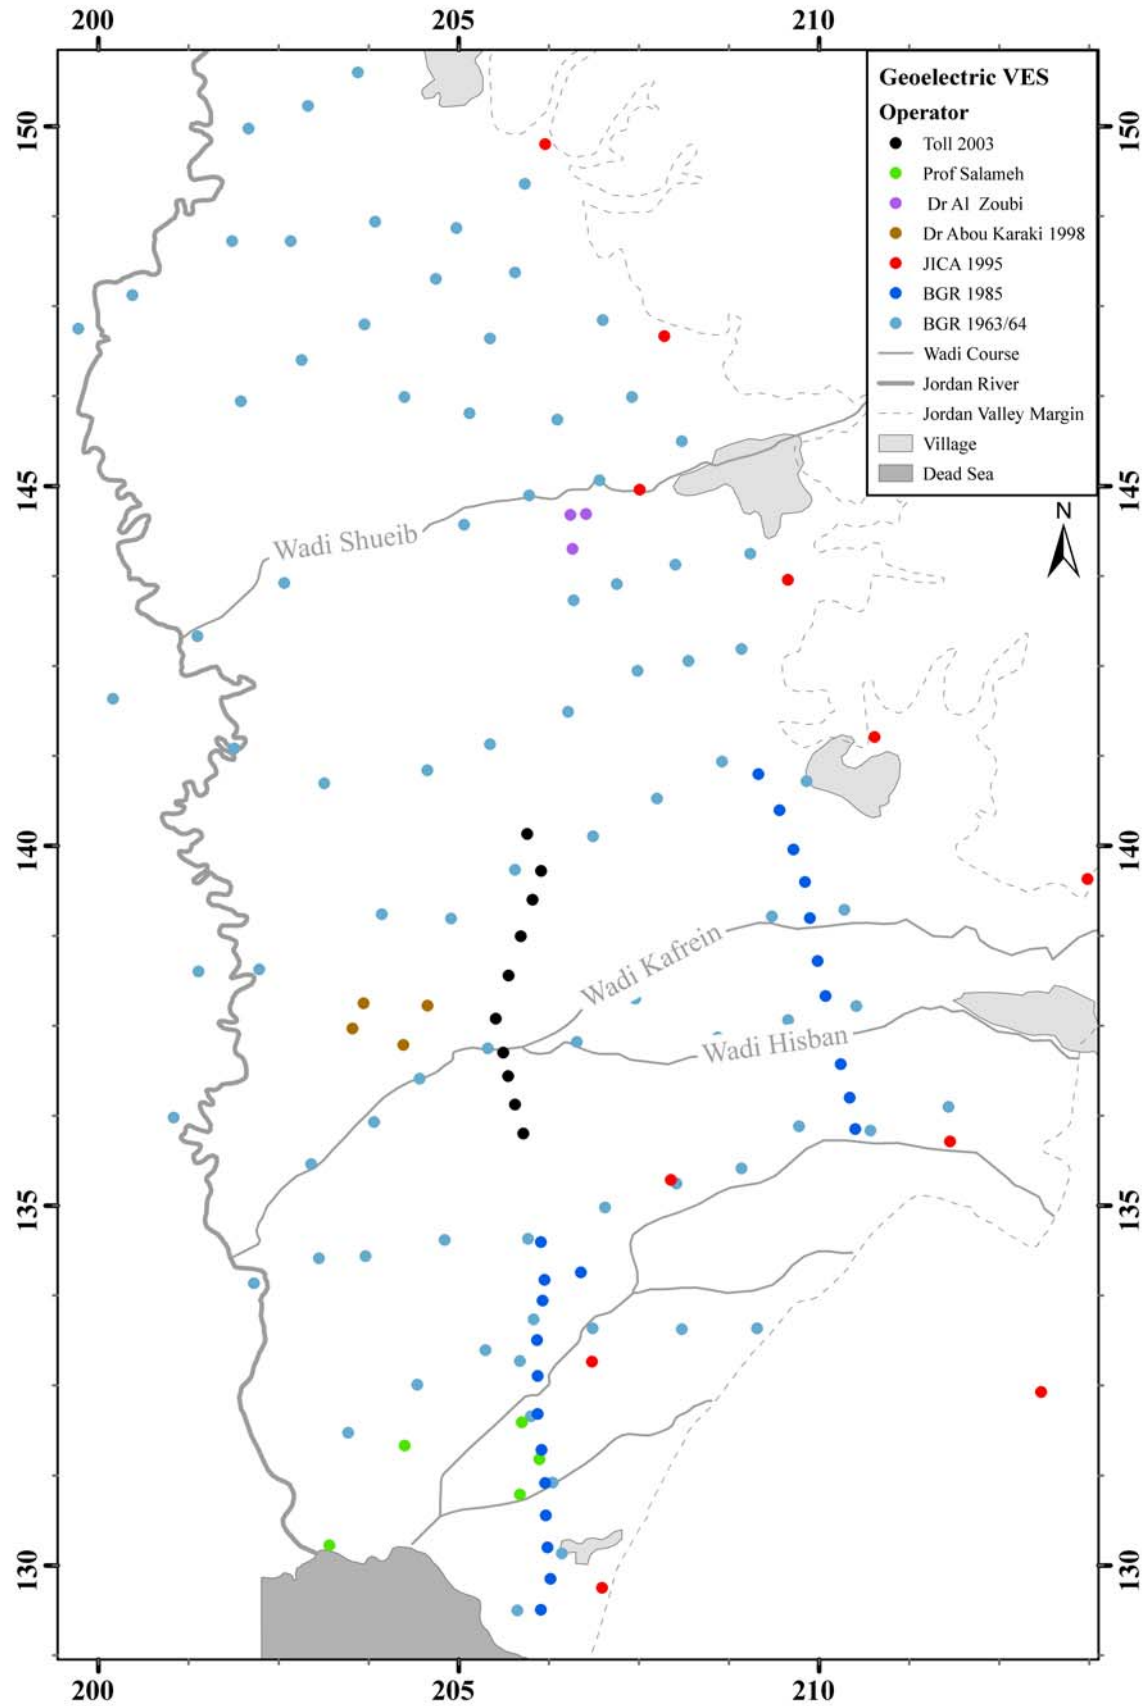 200 205 210
150
145
140
135
130
150
145
140
135
130
Geoelectric VES
Operator
Toll 2003
Prof Salameh
Dr Al Zoubi
Dr Abou Karaki 1998
JICA 1995
BGR 1985
BGR 1963/64
Wadi Course
Jordan River
Jordan Valley Margin
Village
Dead Sea
N
Wadi Shueib
Wadi Kafrein
Wadi Hisban
200 205 210